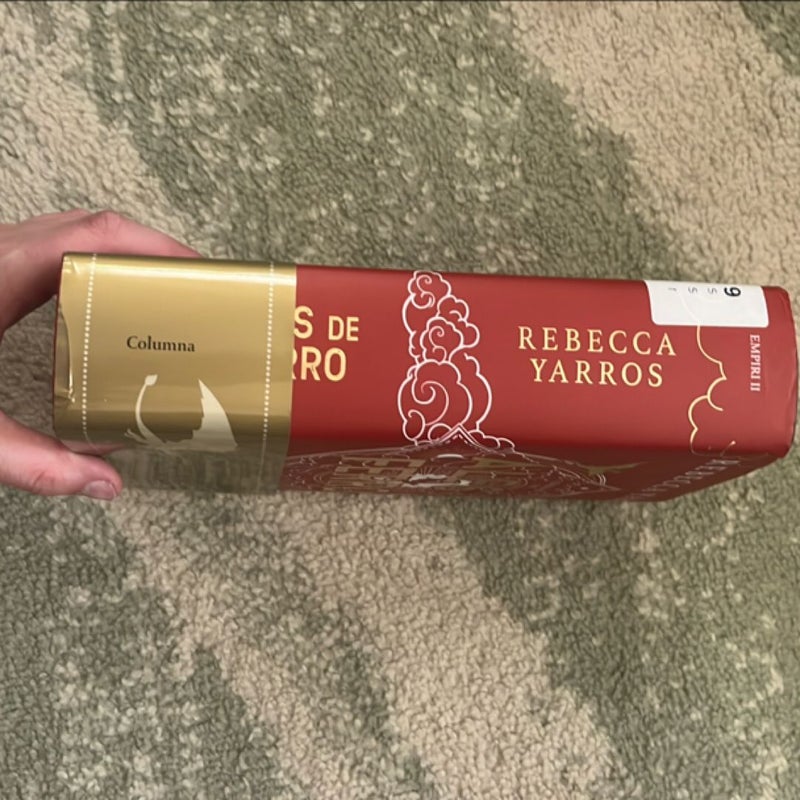 Columna
S DE
RRO
REBECCA
YARROS
EMPIRI II
9
S
S